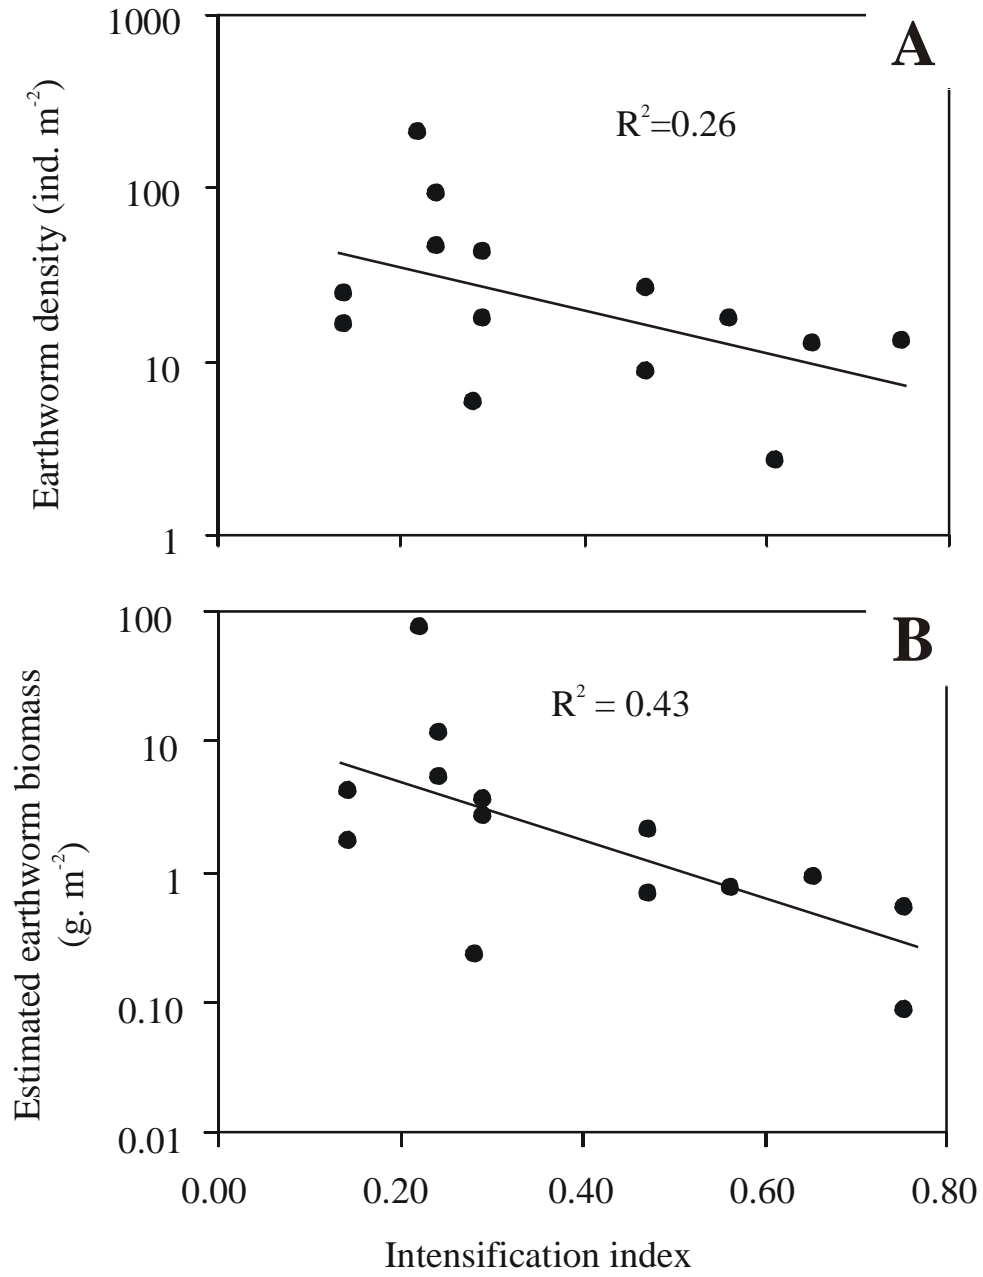 A
R²=0.26
Earthworm density (ind. m⁻²)
1000
100
10
1
B
R² = 0.43
Estimated earthworm biomass
(g. m⁻²)
100
10
1
0.10
0.01
0.00 0.20 0.40 0.60 0.80
Intensification index